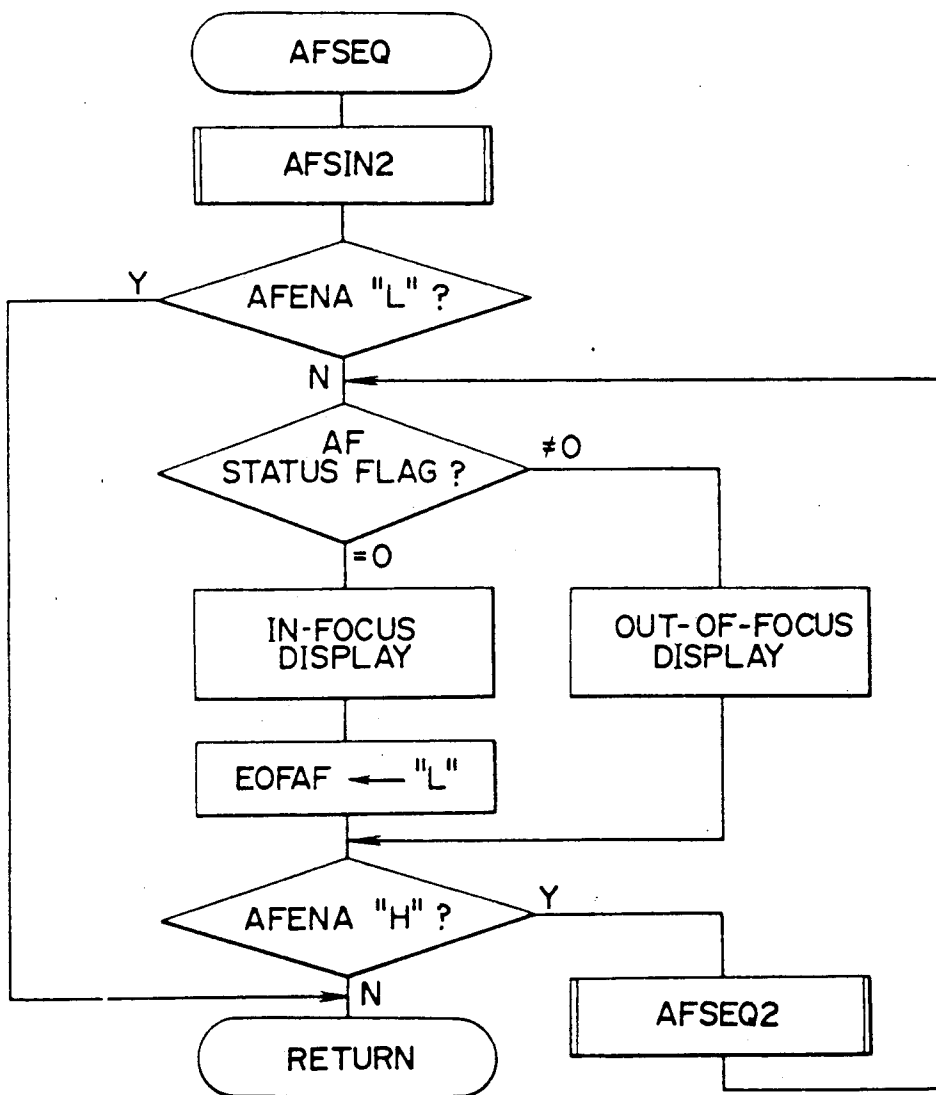 AFSEQ
AFSIN2
Y
AFENA "L" ?
N
AF
STATUS FLAG ?
≠0
=0
IN-FOCUS
DISPLAY
OUT-OF-FOCUS
DISPLAY
EOFAF ← "L"
AFENA "H" ?
Y
N
AFSEQ2
RETURN